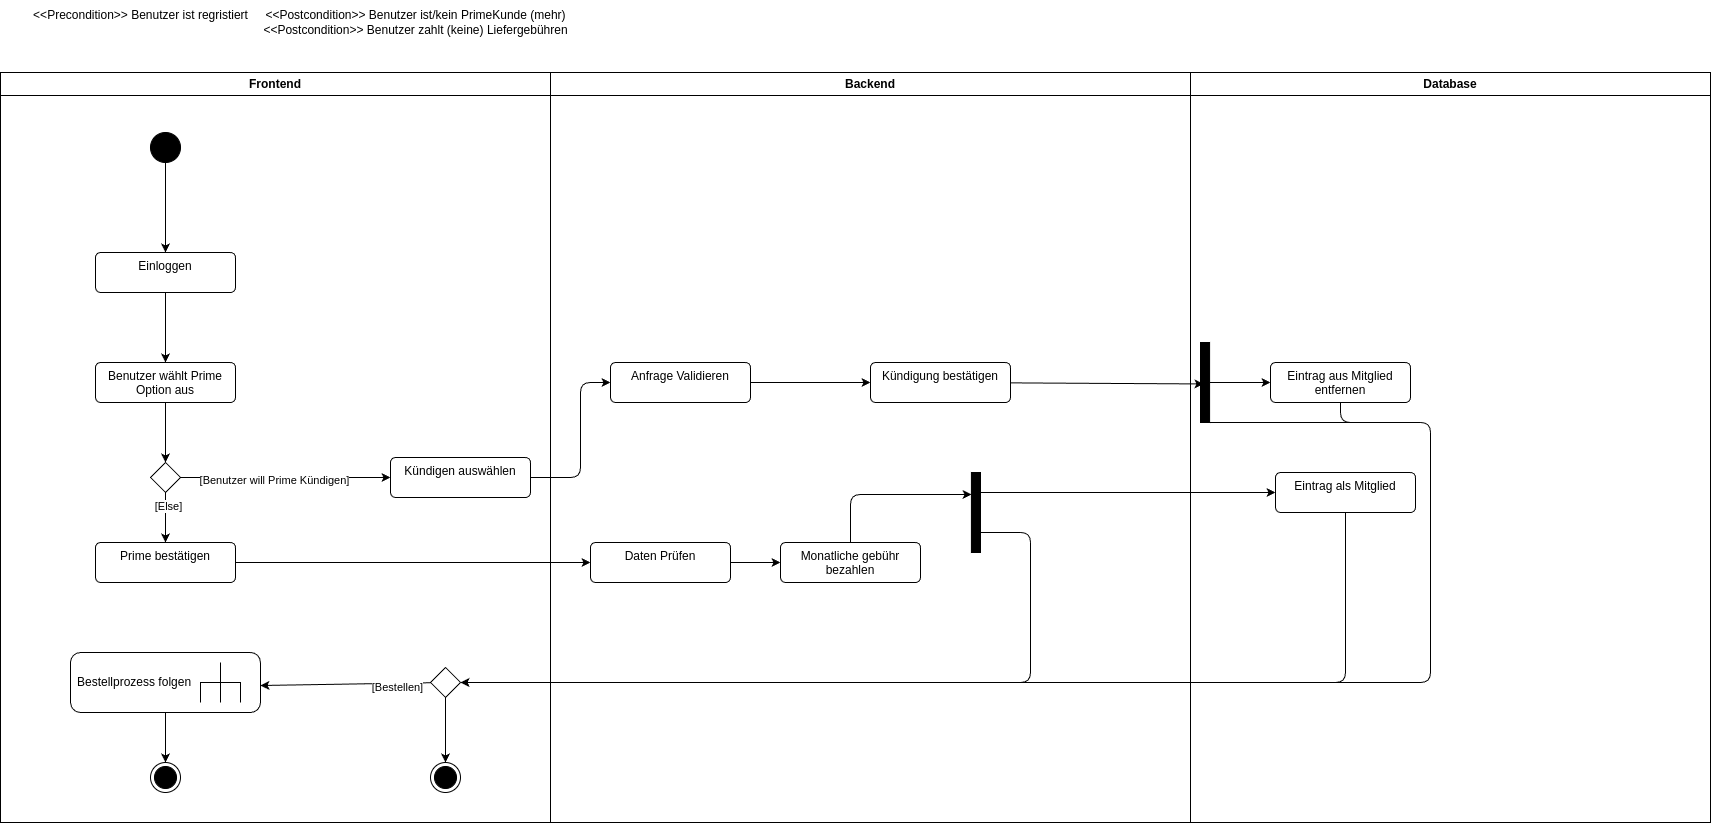 <<Precondition>> Benutzer ist regristiert
<<Postcondition>> Benutzer ist/kein PrimeKunde (mehr)
<<Postcondition>> Benutzer zahlt (keine) Liefergebühren
Frontend
Backend
Database
Einloggen
Benutzer wählt Prime
Option aus
Anfrage Validieren
Kündigung bestätigen
Eintrag aus Mitglied
entfernen
[Benutzer will Prime Kündigen]
Kündigen auswählen
Eintrag als Mitglied
[Else]
Prime bestätigen
Daten Prüfen
Monatliche gebühr
bezahlen
Bestellprozess folgen
[Bestellen]